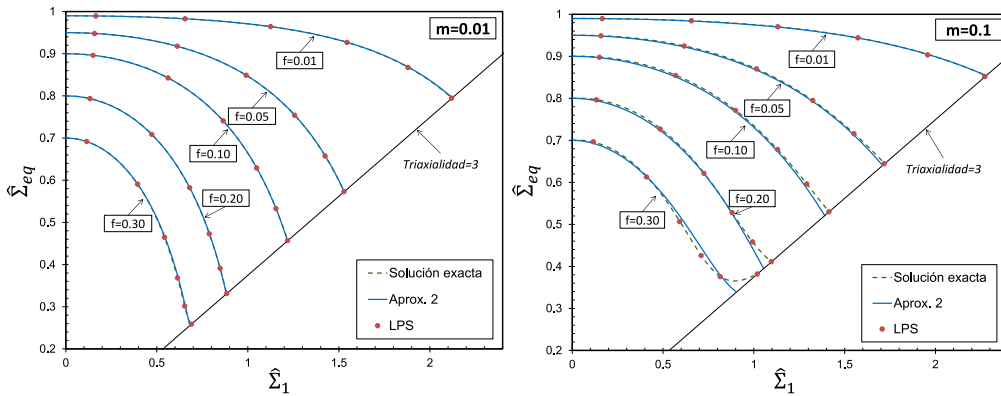 m=0.01
1
0.9
0.8
0.7
0.6
0.5
0.4
0.3
0.2
f=0.01
f=0.05
f=0.10
f=0.20
f=0.30
Triaxialidad=3
Solución exacta
Aprox. 2
LPS
0
0.5
1
1.5
2
Σ̂eq
Σ̂1
m=0.1
1
0.9
0.8
0.7
0.6
0.5
0.4
0.3
0.2
f=0.01
f=0.05
f=0.10
f=0.20
f=0.30
Triaxialidad=3
Solución exacta
Aprox. 2
LPS
0
0.5
1
1.5
2
Σ̂eq
Σ̂1